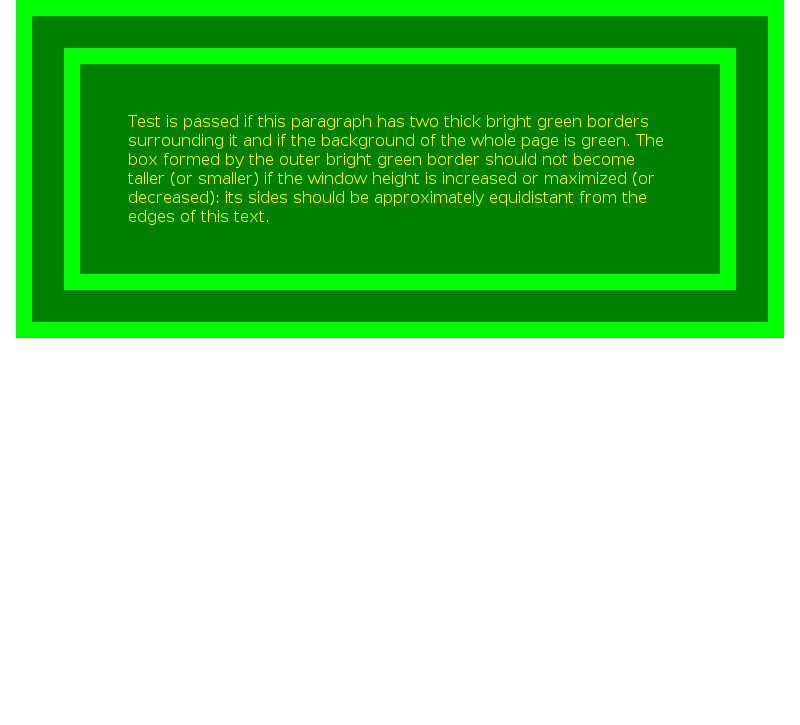 Test is passed if this paragraph has two thick bright green borders
surrounding it and if the background of the whole page is green. The
box formed by the outer bright green border should not become
taller (or smaller) if the window height is increased or maximized (or
decreased): its sides should be approximately equidistant from the
edges of this text.